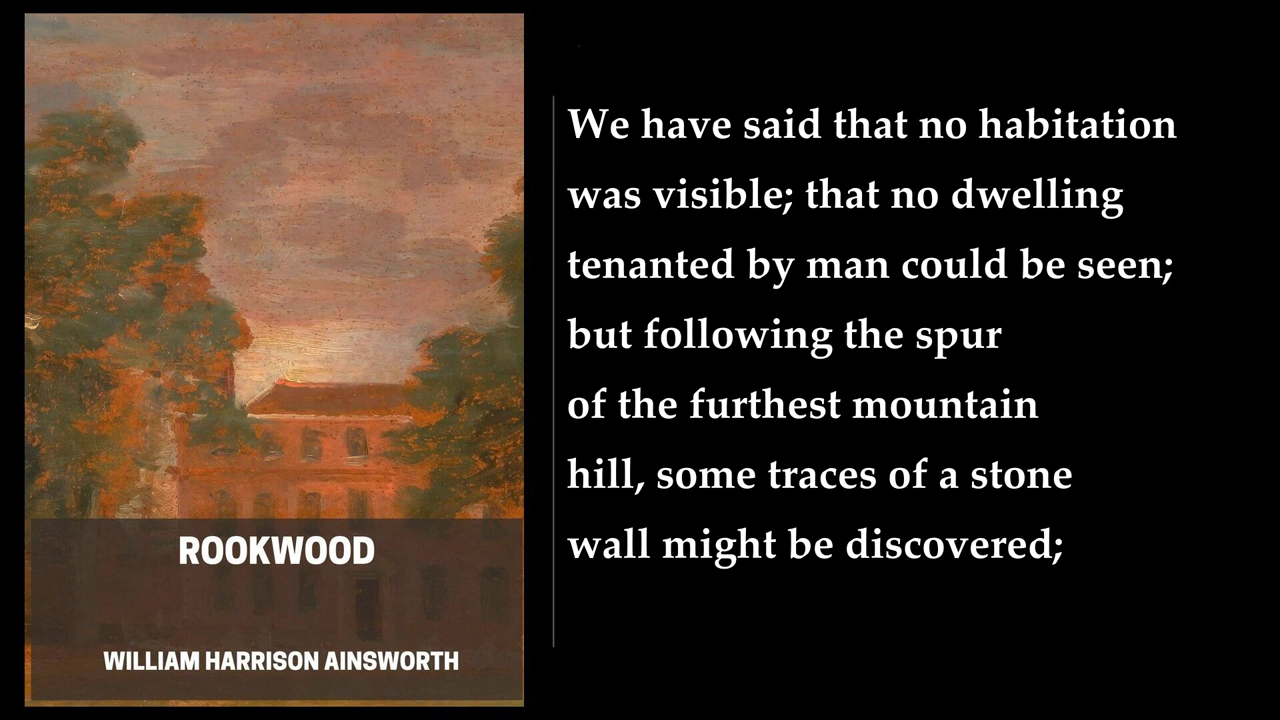 ROOKWOOD
WILLIAM HARRISON AINSWORTH
We have said that no habitation
was visible; that no dwelling
tenanted by man could be seen;
but following the spur
of the furthest mountain
hill, some traces of a stone
wall might be discovered;